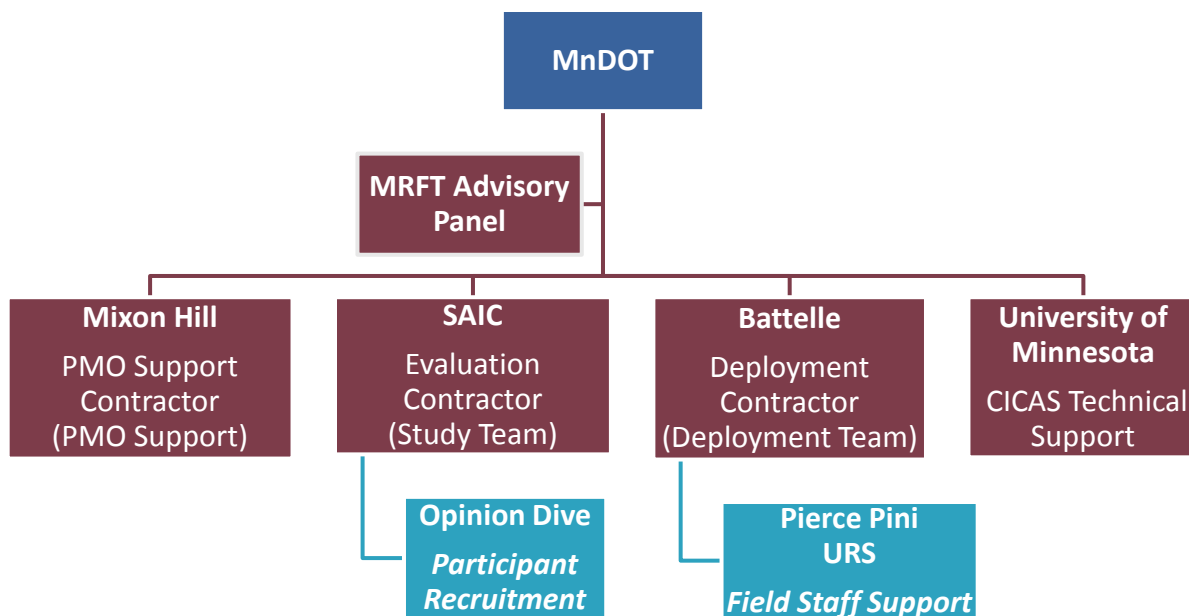 MnDOT
MRFT Advisory
Panel
Mixon Hill
PMO Support
Contractor
(PMO Support)
SAIC
Evaluation
Contractor
(Study Team)
Battelle
Deployment
Contractor
(Deployment Team)
University of
Minnesota
CICAS Technical
Support
Opinion Dive
Participant
Recruitment
Pierce Pini
URS
Field Staff Support